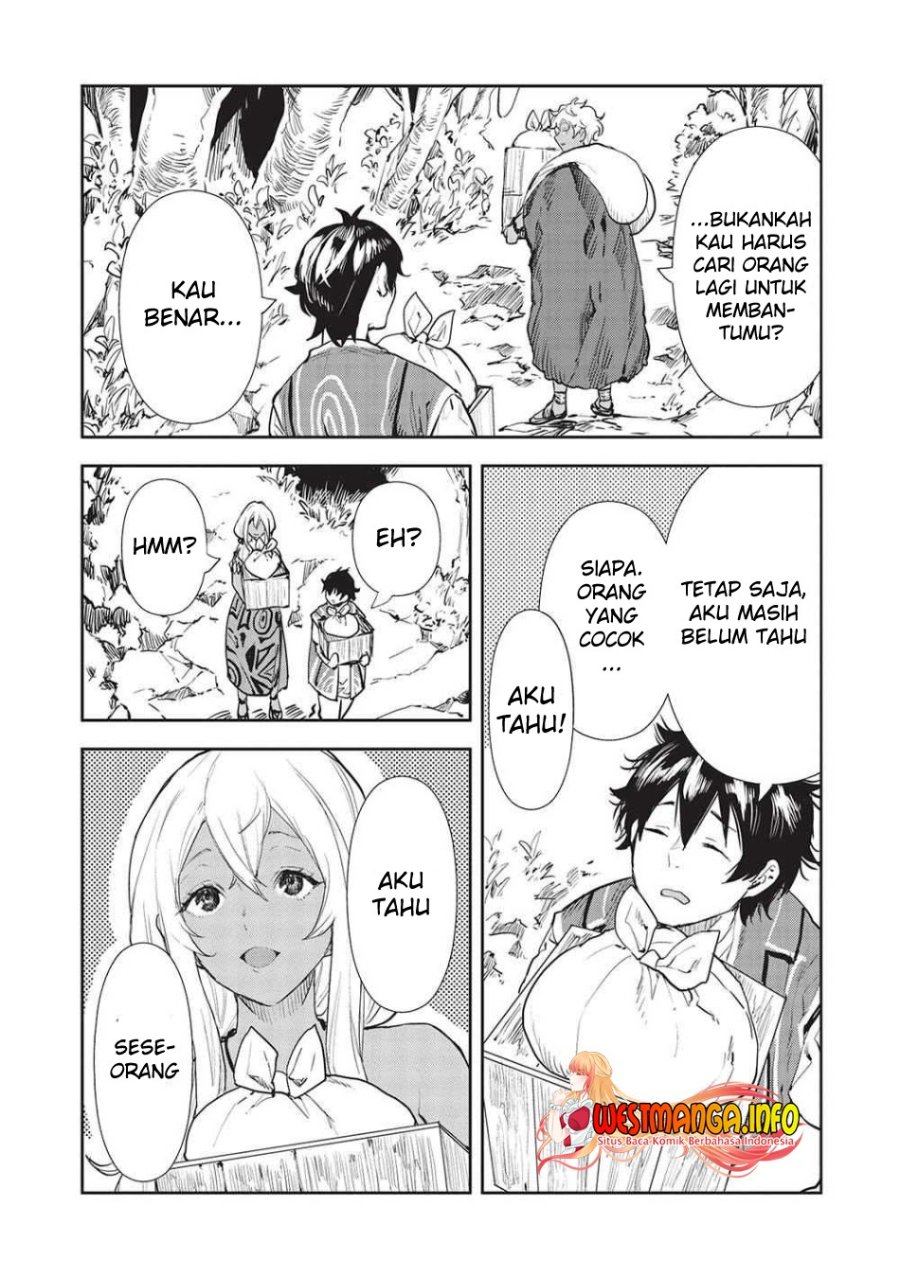 ...BUKANKAH
KAU HARUS
CARI ORANG
LAGI UNTUK
MEMBAN-
TUMU?
KAU
BENAR...
TETAP SAJA,
AKU MASIH
BELUM TAHU
SIAPA.
ORANG
YANG
COCOK
...
AKU
TAHU!
EH?
HMM?
AKU
TAHU
SESE-
ORANG
WESTMANGA.INFO
Situs Baca Komik Berbahasa Indonesia